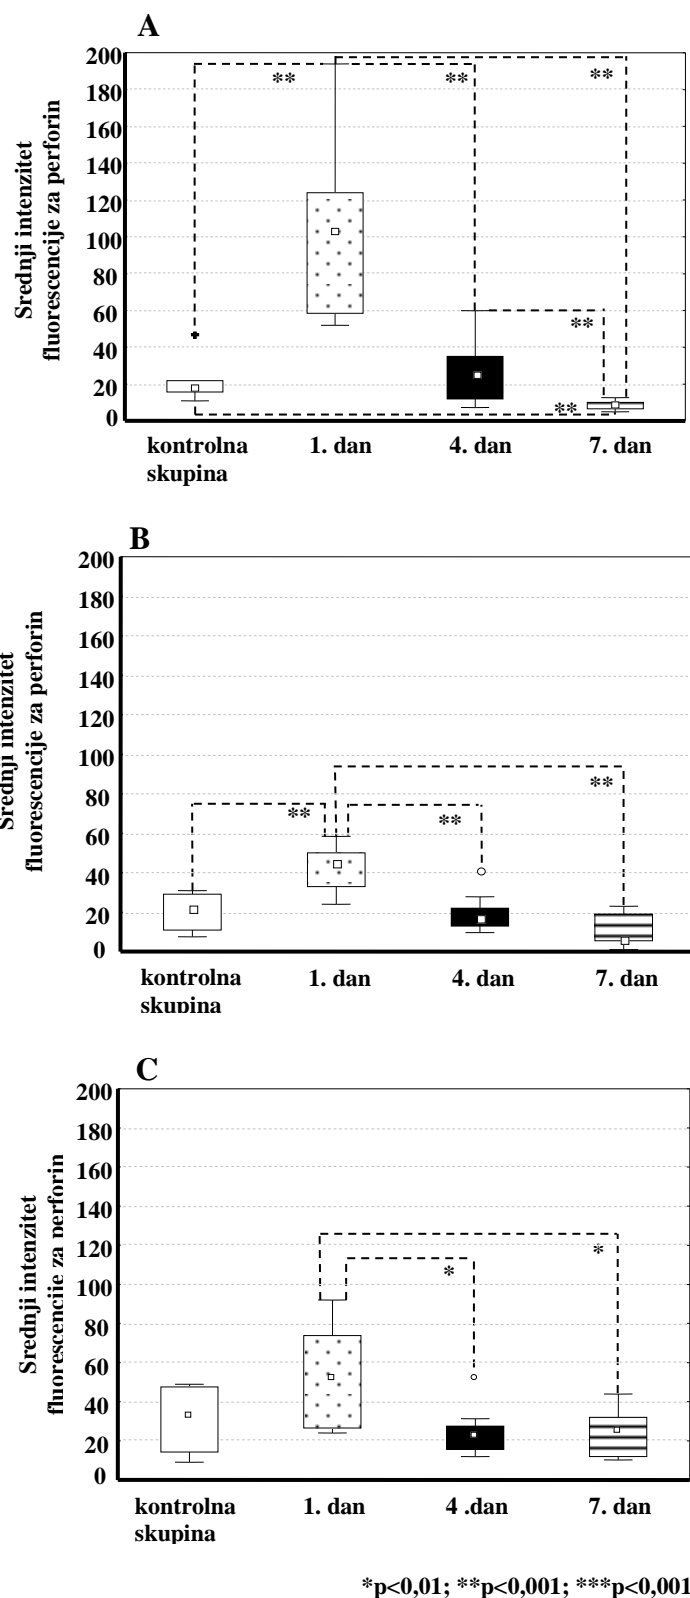 A
Srednji intenzitet
fluorescencije za perforin
200
180
160
140
120
100
80
60
40
20
0
**
**
**
**
**
kontrolna
skupina
1. dan
4. dan
7. dan
B
Srednji intenzitet
fluorescencije za perforin
200
180
160
140
120
100
80
60
40
20
0
**
**
**
kontrolna
skupina
1. dan
4. dan
7. dan
C
Srednji intenzitet
fluorescencije za perforin
200
180
160
140
120
100
80
60
40
20
0
*
*
kontrolna
skupina
1. dan
4 .dan
7. dan
*p<0,01; **p<0,001; ***p<0,001